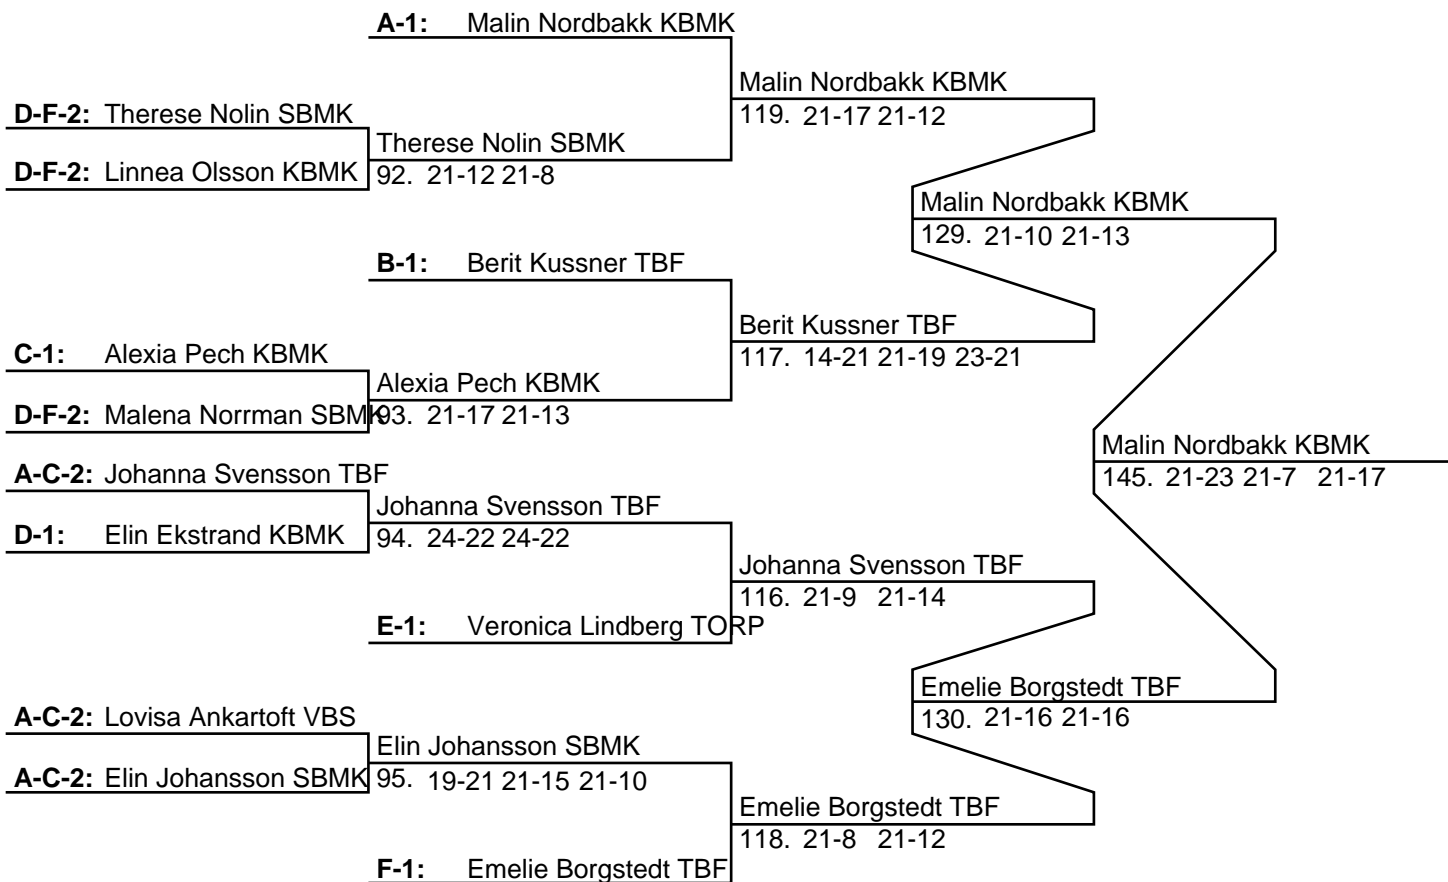 A-1: Malin Nordbakk KBMK
Malin Nordbakk KBMK
119. 21-17 21-12
D-F-2: Therese Nolin SBMK
Therese Nolin SBMK
D-F-2: Linnea Olsson KBMK
92. 21-12 21-8
Malin Nordbakk KBMK
129. 21-10 21-13
B-1: Berit Kussner TBF
Berit Kussner TBF
117. 14-21 21-19 23-21
C-1: Alexia Pech KBMK
Alexia Pech KBMK
D-F-2: Malena Norrman SBMK
93. 21-17 21-13
Malin Nordbakk KBMK
145. 21-23 21-7 21-17
A-C-2: Johanna Svensson TBF
Johanna Svensson TBF
D-1: Elin Ekstrand KBMK
94. 24-22 24-22
Johanna Svensson TBF
116. 21-9 21-14
E-1: Veronica Lindberg TORP
Emelie Borgstedt TBF
130. 21-16 21-16
A-C-2: Lovisa Ankartoft VBS
Elin Johansson SBMK
A-C-2: Elin Johansson SBMK
95. 19-21 21-15 21-10
Emelie Borgstedt TBF
118. 21-8 21-12
F-1: Emelie Borgstedt TBF